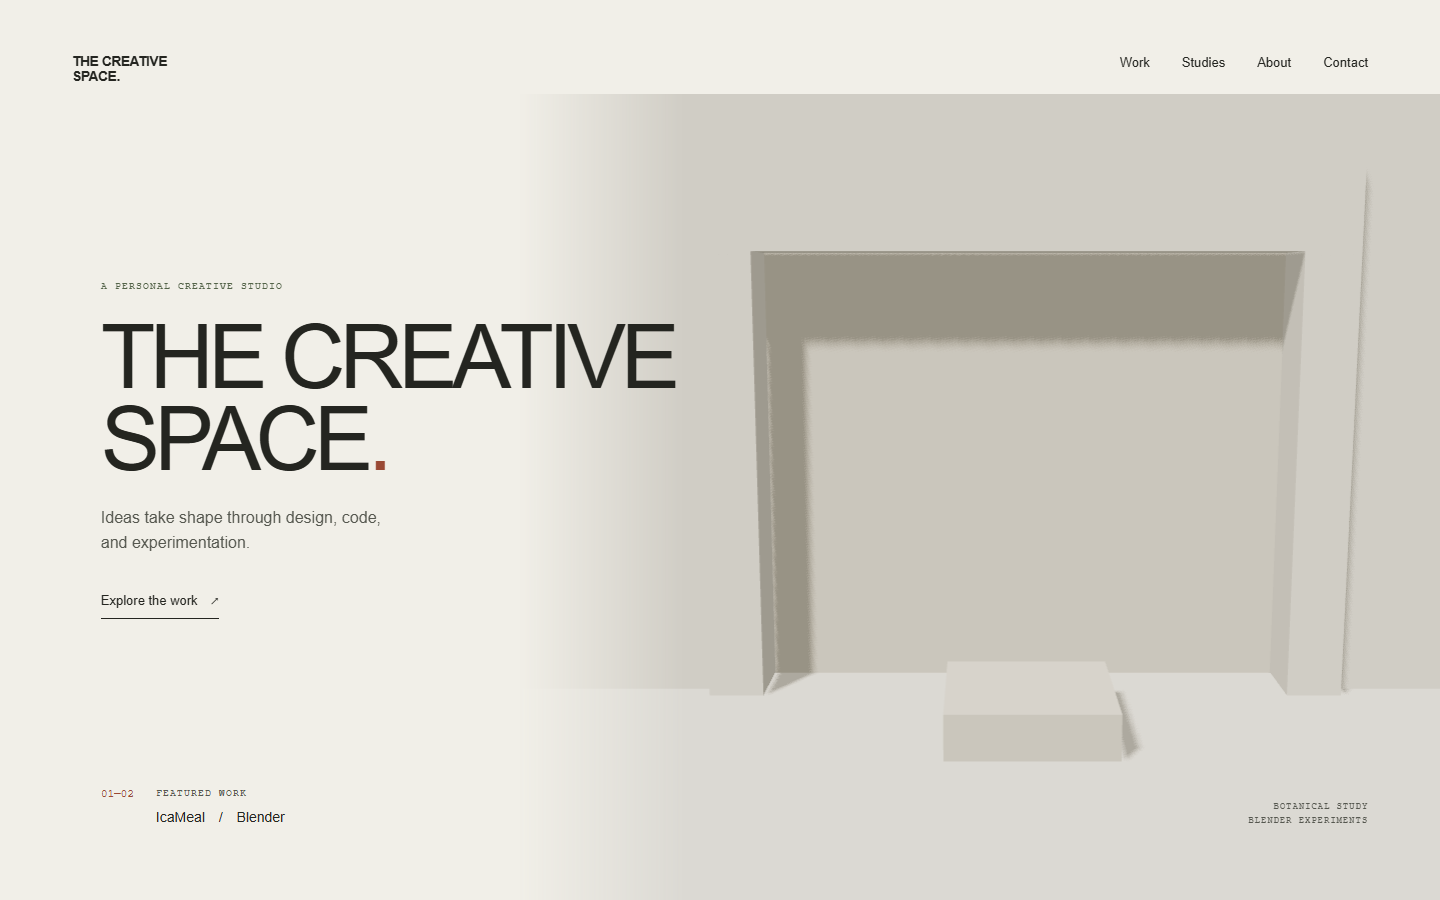 THE CREATIVE
SPACE.
Work Studies About Contact
A PERSONAL CREATIVE STUDIO
THE CREATIVE
SPACE.
Ideas take shape through design, code,
and experimentation.
Explore the work ↗
01—02 FEATURED WORK
IcaMeal / Blender
BOTANICAL STUDY
BLENDER EXPERIMENTS